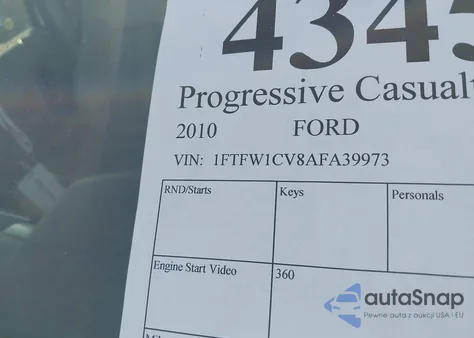 434
Progressive Casual
2010 FORD
VIN: 1FTFW1CV8AFA39973
RND/Starts Keys Personals
Engine Start Video 360
autaSnap
Pewne auta z aukcji USA i EU